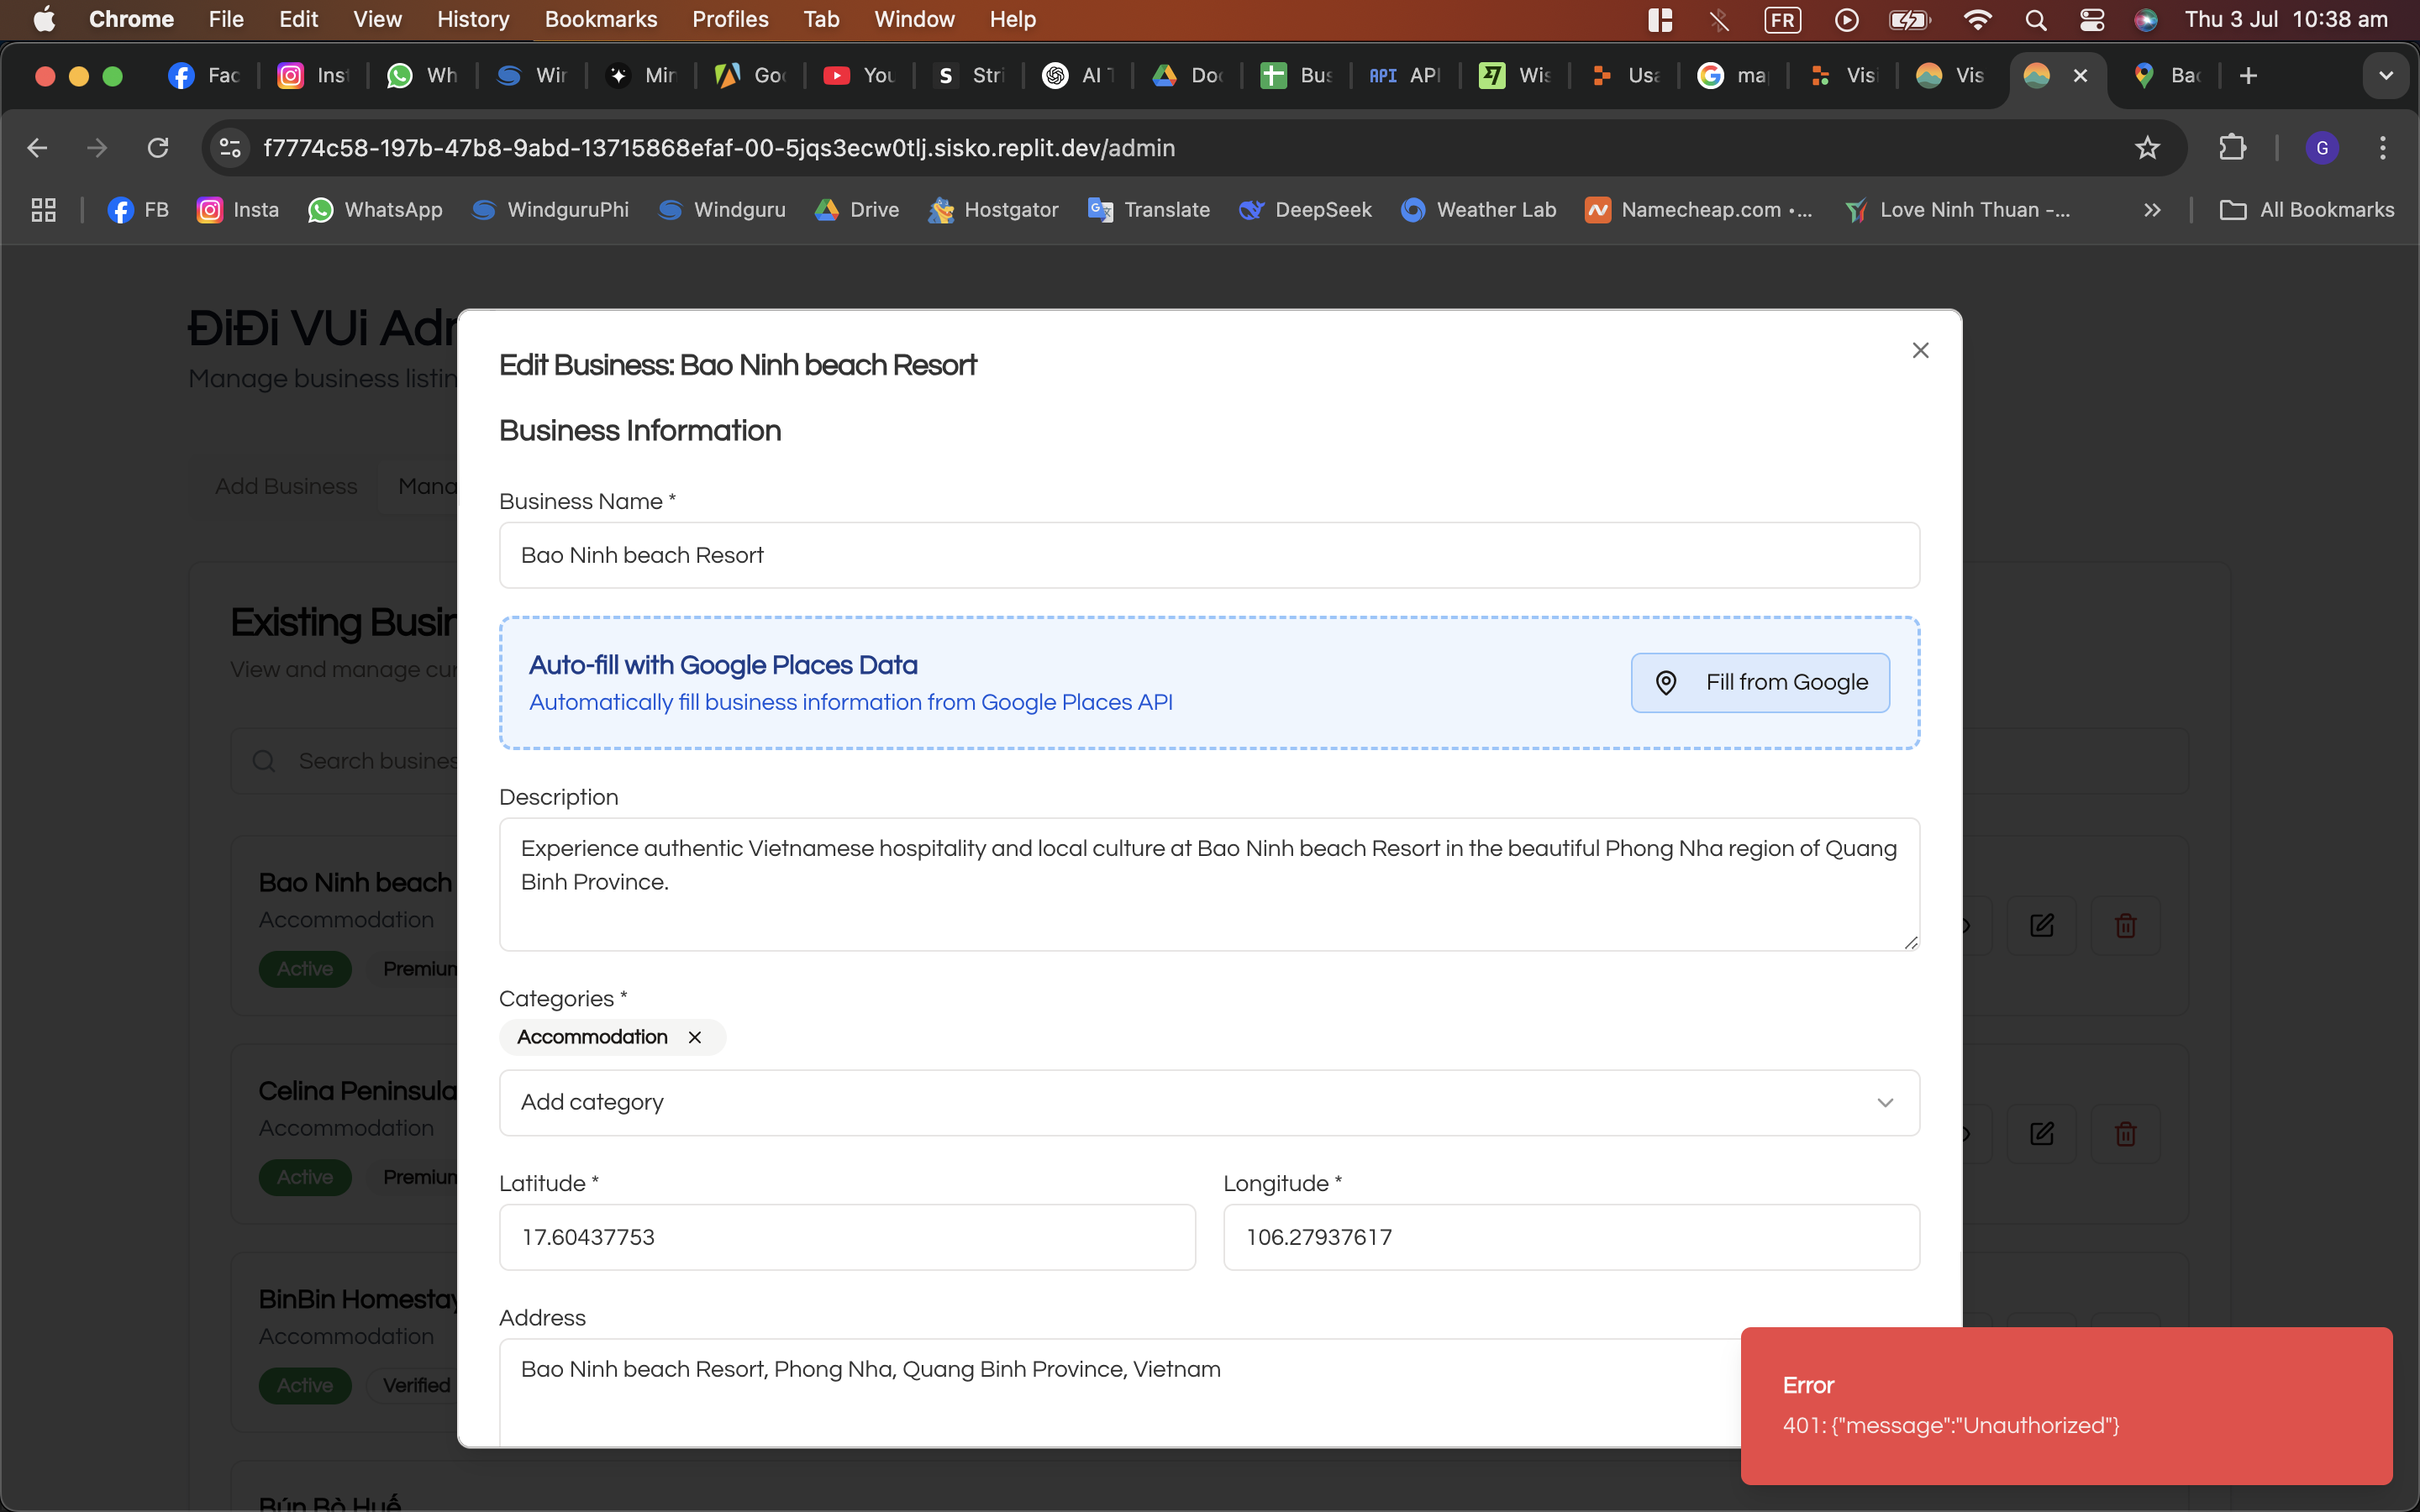 Chrome File Edit View History Bookmarks Profiles Tab Window Help FR Thu 3 Jul 10:38 am
Fac Inst Wh Win Min Goo You S Stri AI T Doc Bus API API Wis Usa ma Visi Vis Bao
f7774c58-197b-47b8-9abd-13715868efaf-00-5jqs3ecw0tlj.sisko.replit.dev/admin G
FB Insta WhatsApp WindguruPhi Windguru Drive Hostgator Translate DeepSeek Weather Lab Namecheap.com •... Love Ninh Thuan -... All Bookmarks
ĐiĐi VUi Adr
Manage business listin
Add Business Mana
Existing Busin
View and manage cur
Search busines
Bao Ninh beach
Accommodation
Active Premium
Celina Peninsula
Accommodation
Active Premium
BinBin Homestay
Accommodation
Active Verified
Bún Bò Huế
Edit Business: Bao Ninh beach Resort
Business Information
Business Name *
Bao Ninh beach Resort
Auto-fill with Google Places Data
Automatically fill business information from Google Places API
Fill from Google
Description
Experience authentic Vietnamese hospitality and local culture at Bao Ninh beach Resort in the beautiful Phong Nha region of Quang
Binh Province.
Categories *
Accommodation
Add category
Latitude * Longitude *
17.60437753 106.27937617
Address
Bao Ninh beach Resort, Phong Nha, Quang Binh Province, Vietnam
Error
401: {"message":"Unauthorized"}